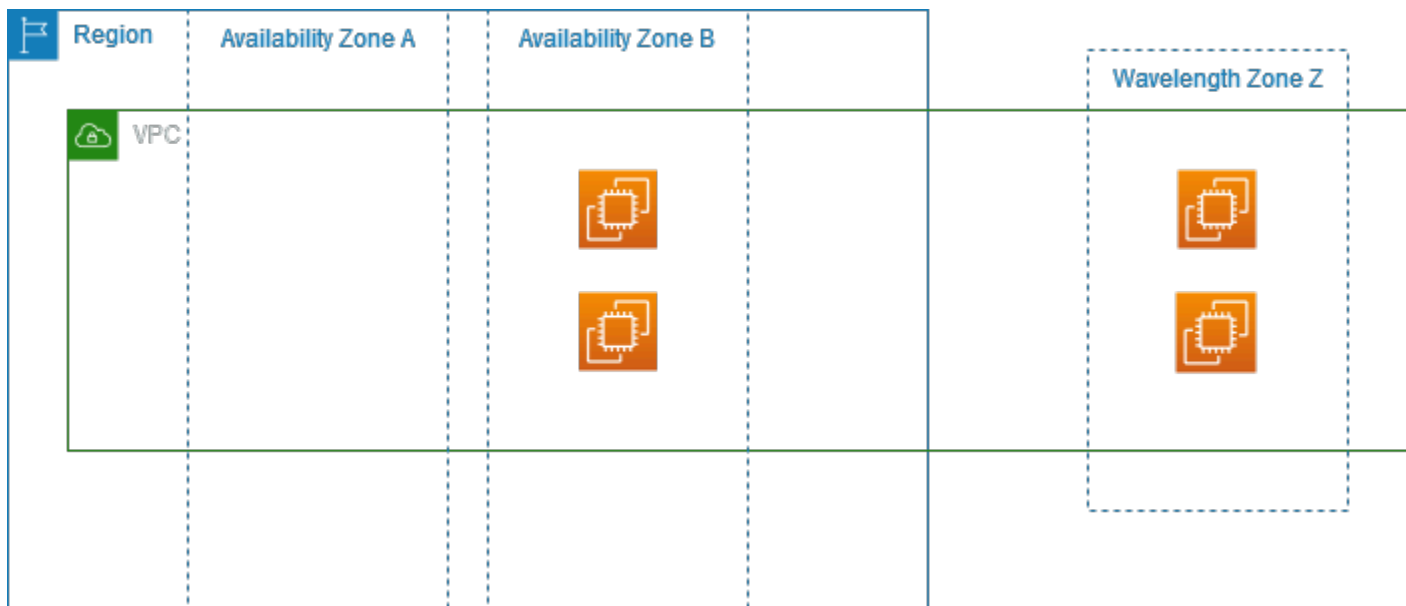 Region
Availability Zone A
Availability Zone B
Wavelength Zone Z
VPC